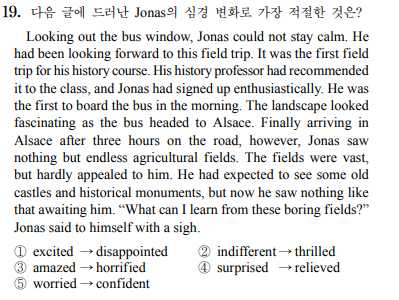 19. 다음 글에 드러난 Jonas의 심경 변화로 가장 적절한 것은?
Looking out the bus window, Jonas could not stay calm. He
had been looking forward to this field trip. It was the first field
trip for his history course. His history professor had recommended
it to the class, and Jonas had signed up enthusiastically. He was
the first to board the bus in the morning. The landscape looked
fascinating as the bus headed to Alsace. Finally arriving in
Alsace after three hours on the road, however, Jonas saw
nothing but endless agricultural fields. The fields were vast,
but hardly appealed to him. He had expected to see some old
castles and historical monuments, but now he saw nothing like
that awaiting him. “What can I learn from these boring fields?”
Jonas said to himself with a sigh.
① excited → disappointed ② indifferent → thrilled
③ amazed → horrified ④ surprised → relieved
⑤ worried → confident